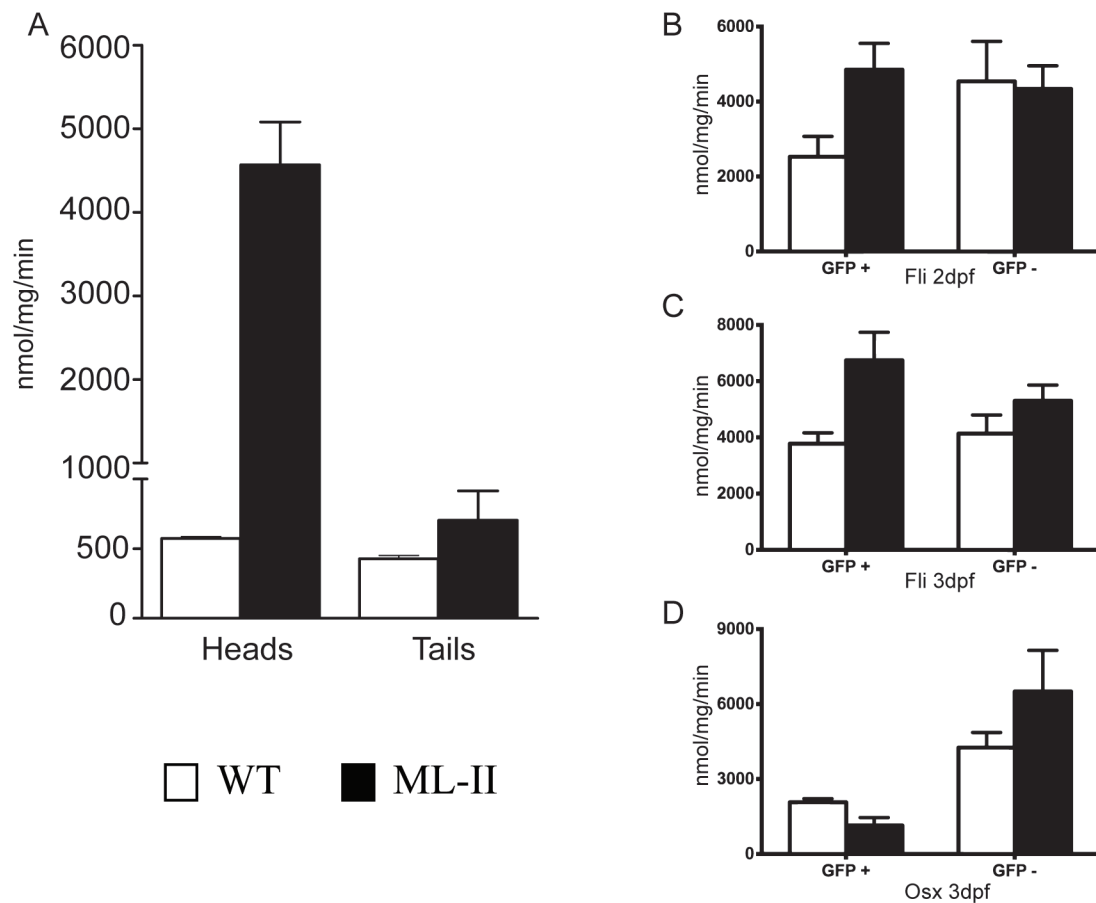 A
6000
5000
4000
3000
2000
1000
500
0
nmol/mg/min
Heads Tails
WT ML-II
B
6000
4000
2000
0
nmol/mg/min
GFP + GFP -
Fli 2dpf
C
8000
6000
4000
2000
0
nmol/mg/min
GFP + GFP -
Fli 3dpf
D
9000
6000
3000
0
nmol/mg/min
GFP + GFP -
Osx 3dpf